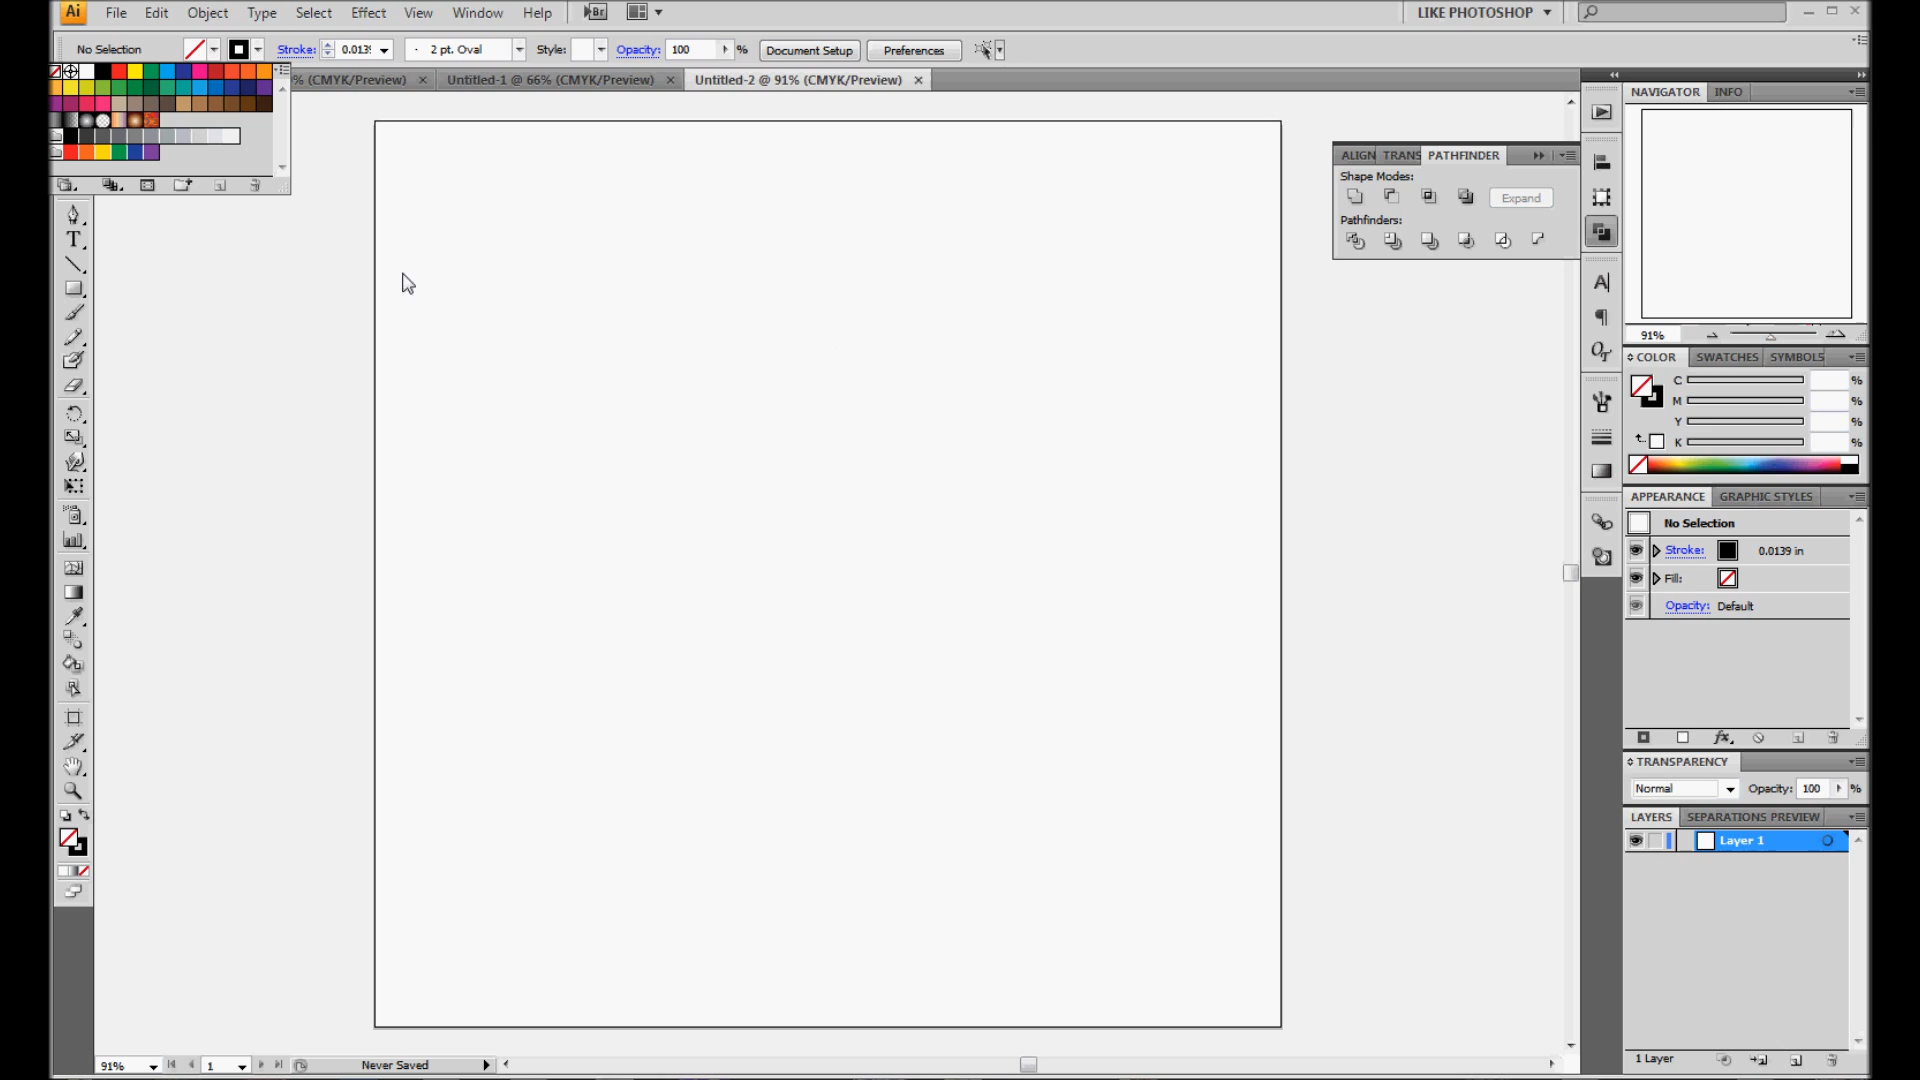 Ai File Edit Object Type Select Effect View Window Help Br LIKE PHOTOSHOP
No Selection Stroke: 0.0139 2 pt. Oval Style: Opacity: 100 % Document Setup Preferences
% (CMYK/Preview) Untitled-1 @ 66% (CMYK/Preview) Untitled-2 @ 91% (CMYK/Preview)
NAVIGATOR INFO
ALIGN TRANS PATHFINDER
Shape Modes:
Expand
Pathfinders:
91%
COLOR SWATCHES SYMBOLS
C %
M %
Y %
K %
APPEARANCE GRAPHIC STYLES
No Selection
Stroke: 0.0139 in
Fill:
Opacity: Default
TRANSPARENCY
Normal Opacity: 100 %
LAYERS SEPARATIONS PREVIEW
Layer 1
1 Layer
91% 1 Never Saved